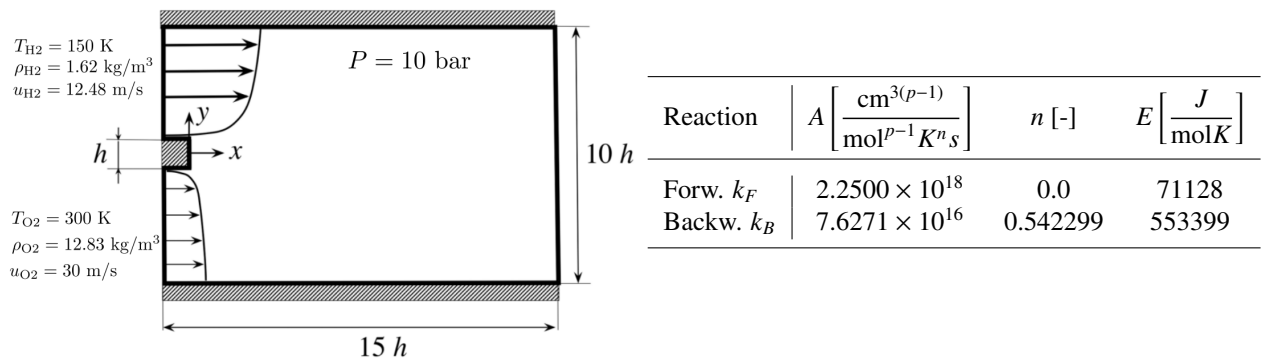 T_H2 = 150 K
ρ_H2 = 1.62 kg/m^3
u_H2 = 12.48 m/s
P = 10 bar
y
h
x
10 h
T_O2 = 300 K
ρ_O2 = 12.83 kg/m^3
u_O2 = 30 m/s
15 h
Reaction A [cm^3(p−1) / mol^p−1 K^n s] n [-] E [J / molK]
Forw. k_F 2.2500 × 10^18 0.0 71128
Backw. k_B 7.6271 × 10^16 0.542299 553399